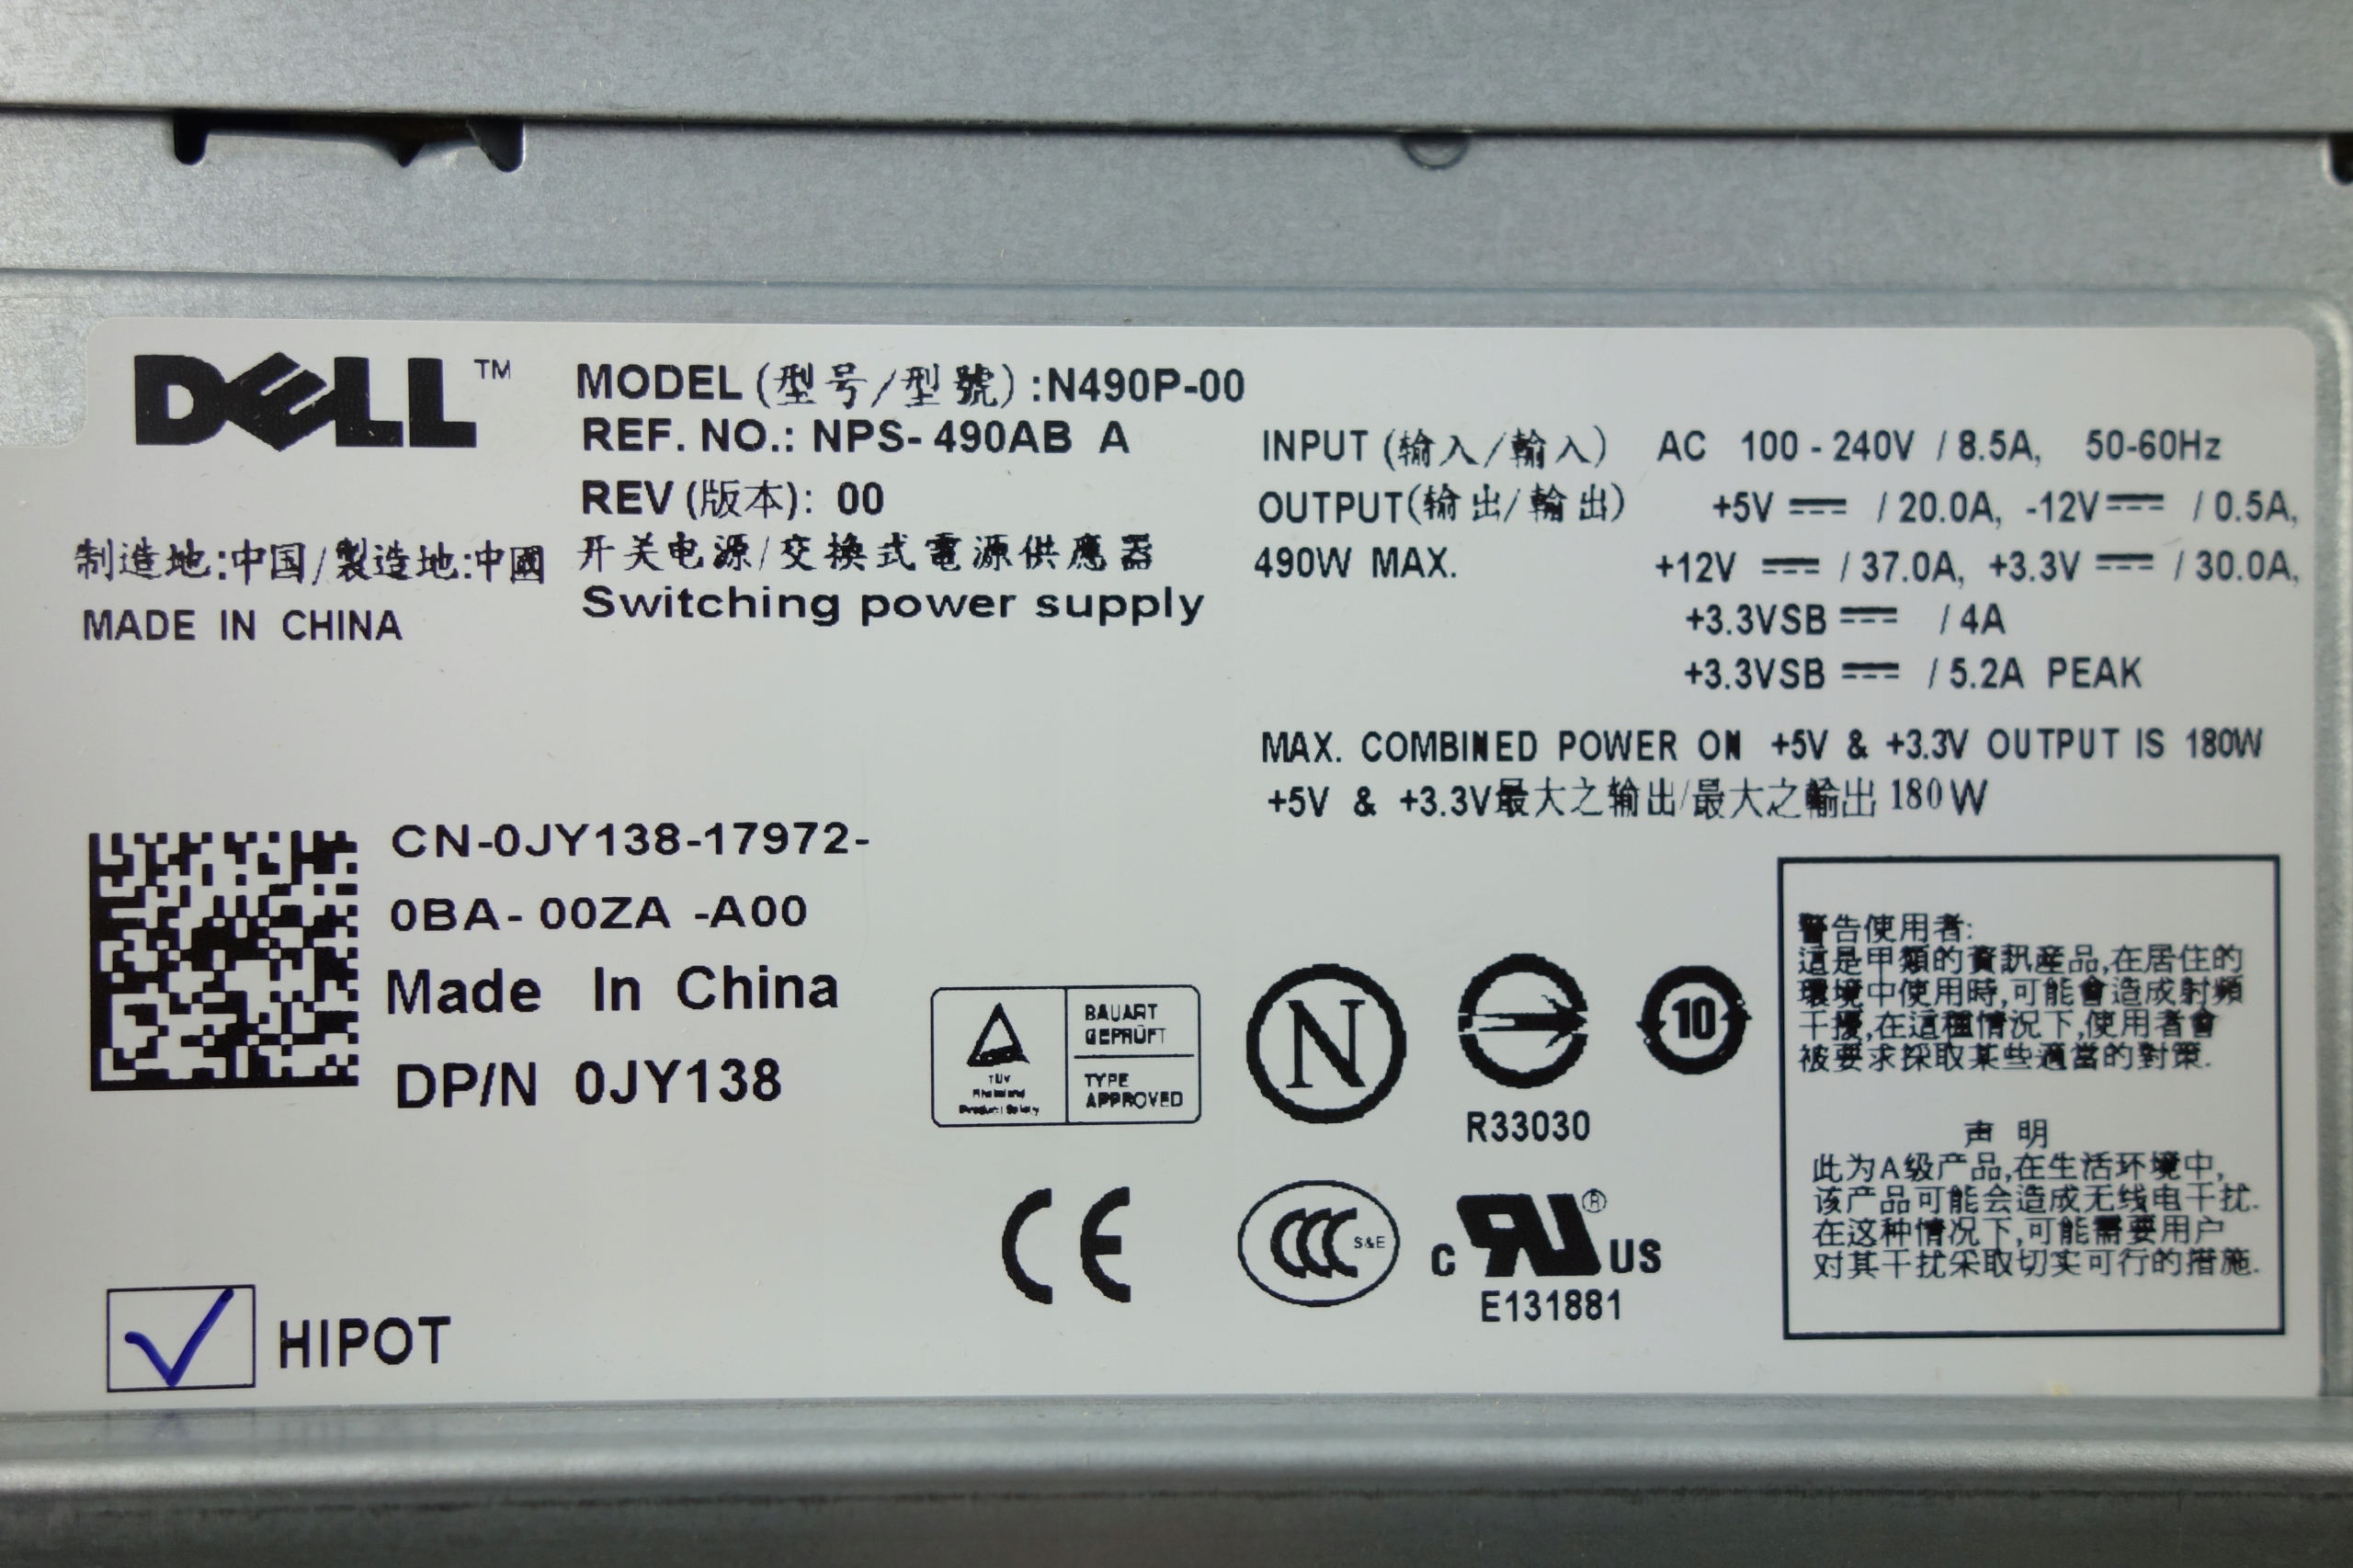 DELL™
MODEL (型号/型號) :N490P-00
REF. NO.: NPS- 490AB A
REV (版本): 00
开关电源/交換式電源供應器
Switching power supply
制造地:中国/製造地:中國
MADE IN CHINA
INPUT (输入/輸入) AC 100 - 240V / 8.5A, 50-60Hz
OUTPUT(输出/輸出) +5V ⎓ / 20.0A, -12V ⎓ / 0.5A,
490W MAX. +12V ⎓ / 37.0A, +3.3V ⎓ / 30.0A,
+3.3VSB ⎓ / 4A
+3.3VSB ⎓ / 5.2A PEAK
MAX. COMBINED POWER ON +5V & +3.3V OUTPUT IS 180W
+5V & +3.3V最大之输出/最大之輸出 180W
CN-0JY138-17972-
0BA- 00ZA -A00
Made In China
DP/N 0JY138
HIPOT
TÜV
Rheinland
Product Safety
BAUART
GEPRÜFT
TYPE
APPROVED
N
R33030
10
CE
CCC S&E
C RU® US
E131881
警告使用者:
這是甲類的資訊產品,在居住的
環境中使用時,可能會造成射頻
干擾,在這種情況下,使用者會
被要求採取某些適當的對策.
声 明
此为A级产品,在生活环境中,
该产品可能会造成无线电干扰.
在这种情况下,可能需要用户
对其干扰采取切实可行的措施.